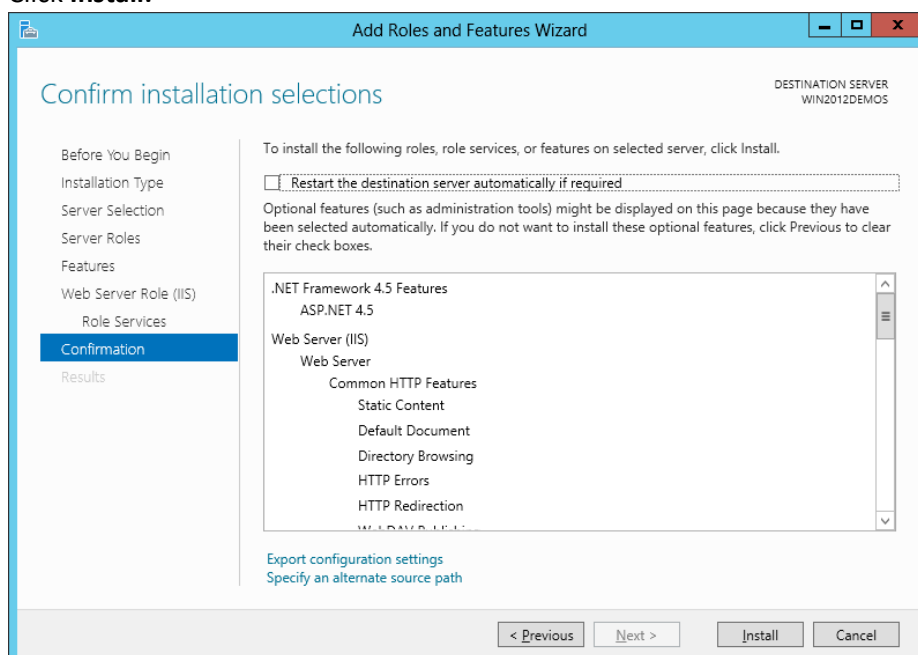 Click Install.
Add Roles and Features Wizard
Confirm installation selections
DESTINATION SERVER
WIN2012DEMOS
Before You Begin
Installation Type
Server Selection
Server Roles
Features
Web Server Role (IIS)
Role Services
Confirmation
Results
To install the following roles, role services, or features on selected server, click Install.
Restart the destination server automatically if required
Optional features (such as administration tools) might be displayed on this page because they have
been selected automatically. If you do not want to install these optional features, click Previous to clear
their check boxes.
.NET Framework 4.5 Features
ASP.NET 4.5
Web Server (IIS)
Web Server
Common HTTP Features
Static Content
Default Document
Directory Browsing
HTTP Errors
HTTP Redirection
Export configuration settings
Specify an alternate source path
< Previous
Next >
Install
Cancel